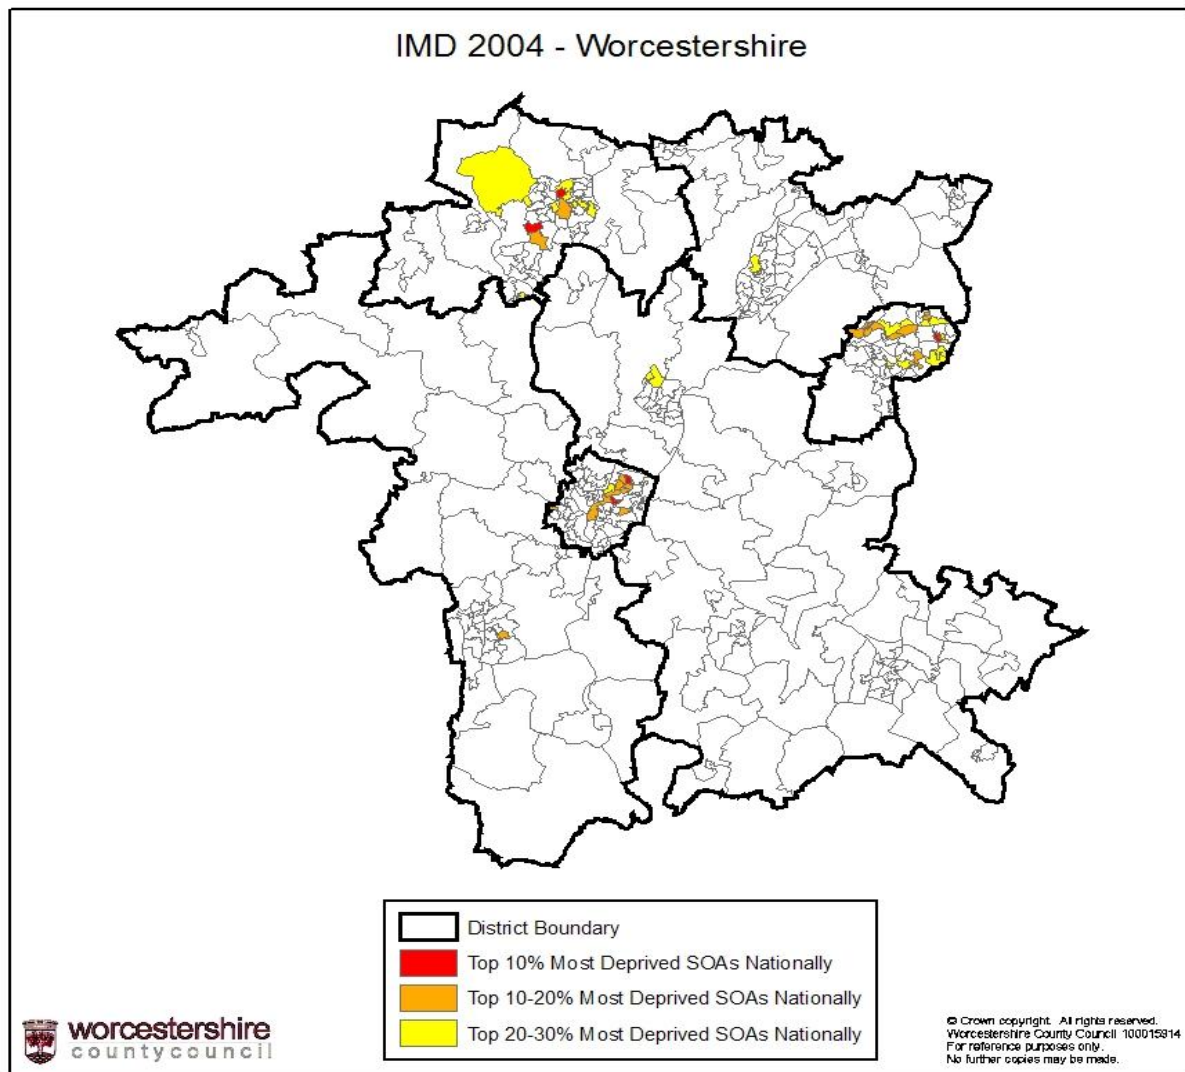 IMD 2004 - Worcestershire
District Boundary
Top 10% Most Deprived SOAs Nationally
Top 10-20% Most Deprived SOAs Nationally
Top 20-30% Most Deprived SOAs Nationally
worcestershire
countycouncil
© Crown copyright. All rights reserved.
Worcestershire County Council 100015914
For reference purposes only.
No further copies may be made.